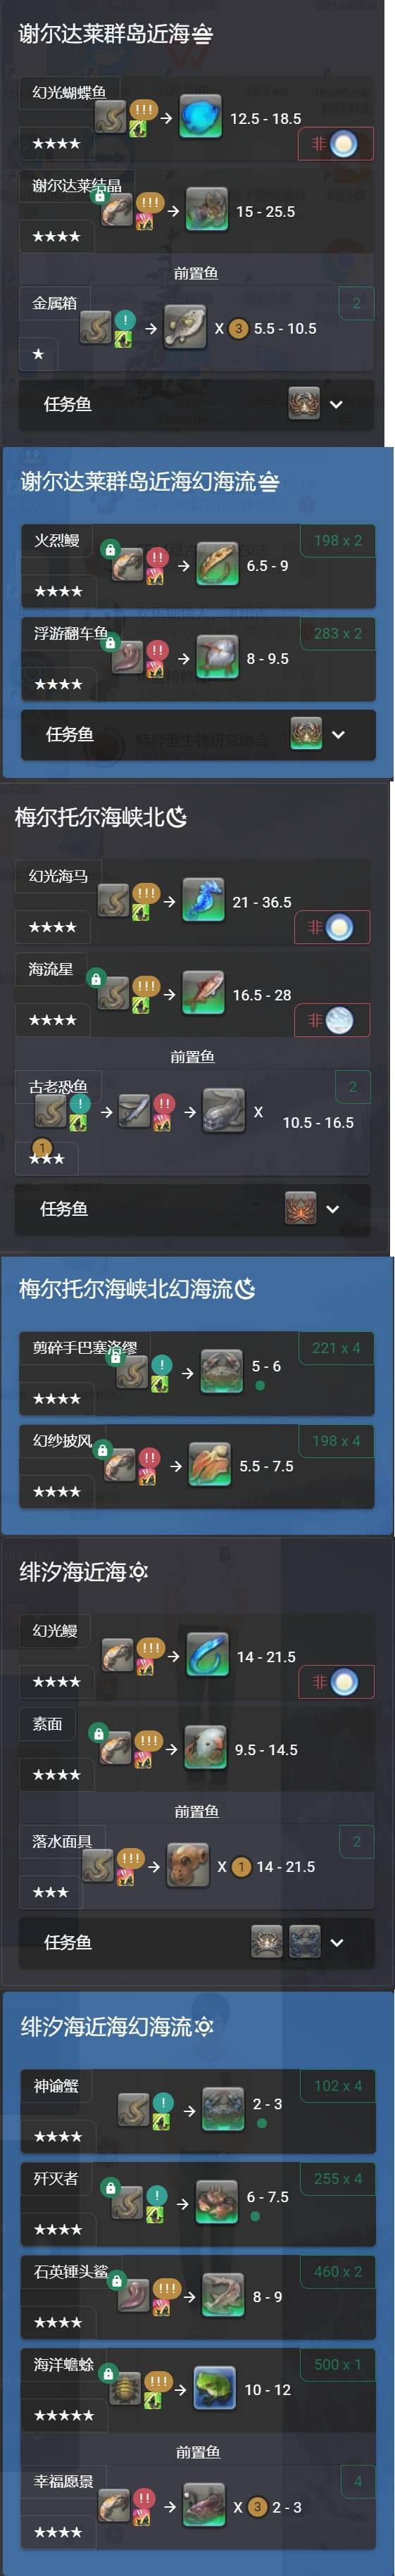 谢尔达莱群岛近海
幻光蝴蝶鱼
!!!
12.5 - 18.5
★★★★
非
谢尔达莱结晶
!!!
15 - 25.5
★★★★
前置鱼
金属箱
2
!
X 3 5.5 - 10.5
★
任务鱼
谢尔达莱群岛近海幻海流
火烈鳗
198 x 2
!!
6.5 - 9
★★★★
浮游翻车鱼
283 x 2
!!
8 - 9.5
★★★★
任务鱼
梅尔托尔海峡北
幻光海马
!!!
21 - 36.5
★★★★
非
海流星
!!!
16.5 - 28
★★★★
非
前置鱼
古老恐鱼
2
!
!!
X
10.5 - 16.5
1
★★★
任务鱼
梅尔托尔海峡北幻海流
剪碎手巴塞洛缪
221 x 4
!
5 - 6
★★★★
幻纱披风
198 x 4
!!
5.5 - 7.5
★★★★
绯汐海近海
幻光鳗
!!!
14 - 21.5
★★★★
非
素面
!!!
9.5 - 14.5
★★★★
前置鱼
落水面具
2
!!!
X 1 14 - 21.5
★★★
任务鱼
绯汐海近海幻海流
神谕蟹
102 x 4
!
2 - 3
★★★★
歼灭者
255 x 4
!
6 - 7.5
★★★★
石英锤头鲨
460 x 2
!!!
8 - 9
★★★★
海洋蟾蜍
500 x 1
!!!
10 - 12
★★★★★
前置鱼
幸福愿景
4
!!
X 3 2 - 3
★★★★